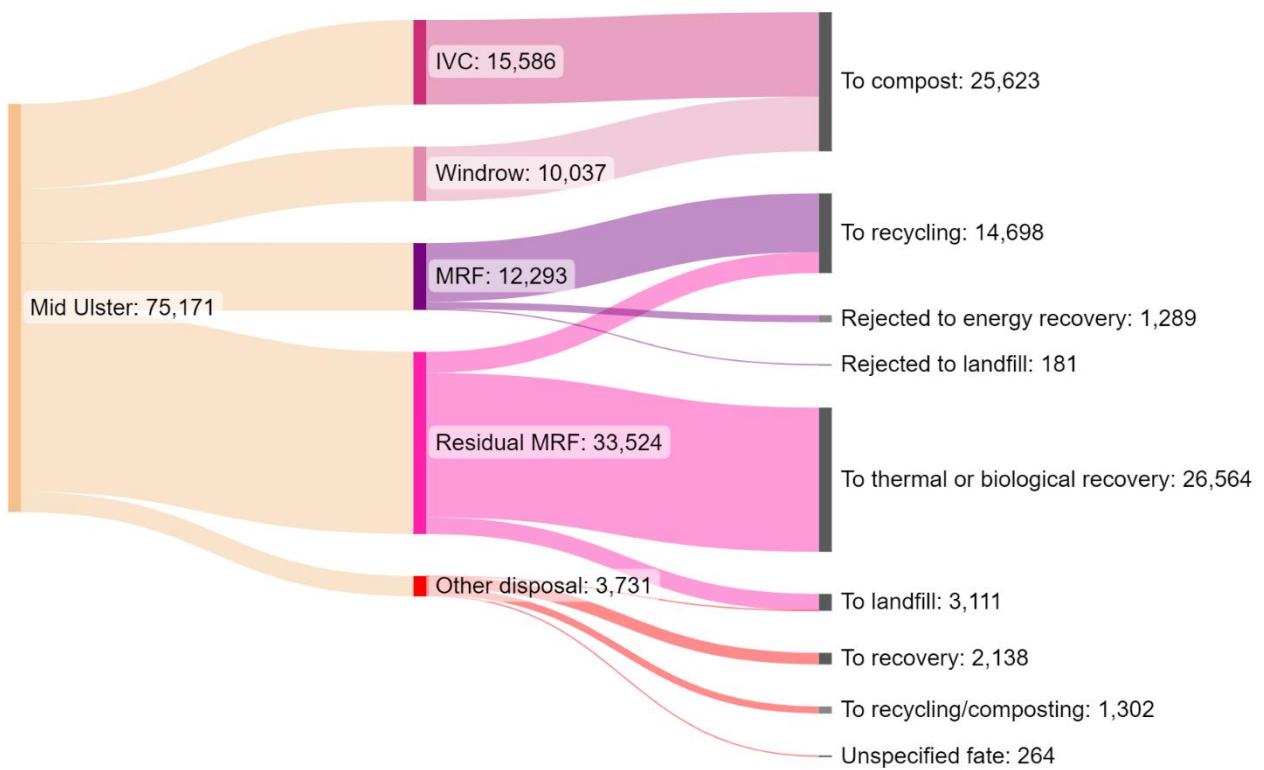 Mid Ulster: 75,171
IVC: 15,586
Windrow: 10,037
MRF: 12,293
Residual MRF: 33,524
Other disposal: 3,731
To compost: 25,623
To recycling: 14,698
Rejected to energy recovery: 1,289
Rejected to landfill: 181
To thermal or biological recovery: 26,564
To landfill: 3,111
To recovery: 2,138
To recycling/composting: 1,302
Unspecified fate: 264